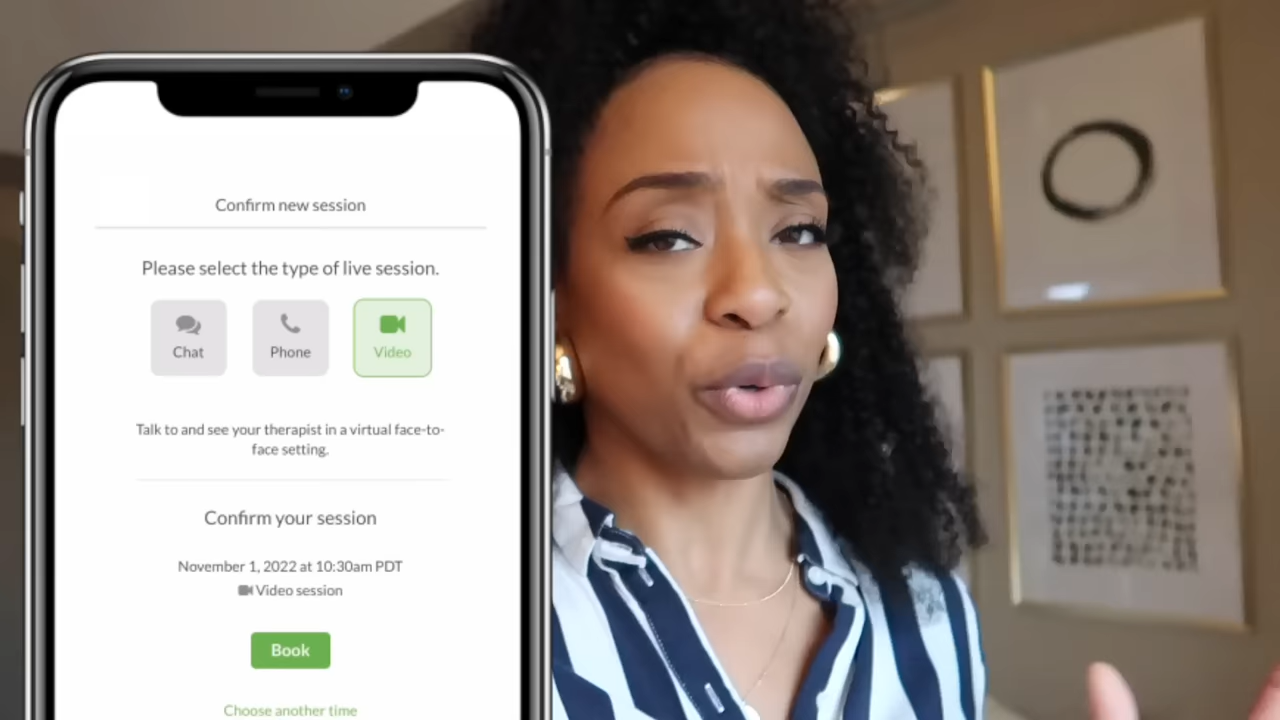 Confirm new session
Please select the type of live session.
Chat
Phone
Video
Talk to and see your therapist in a virtual face-to-
face setting.
Confirm your session
November 1, 2022 at 10:30am PDT
Video session
Book
Choose another time